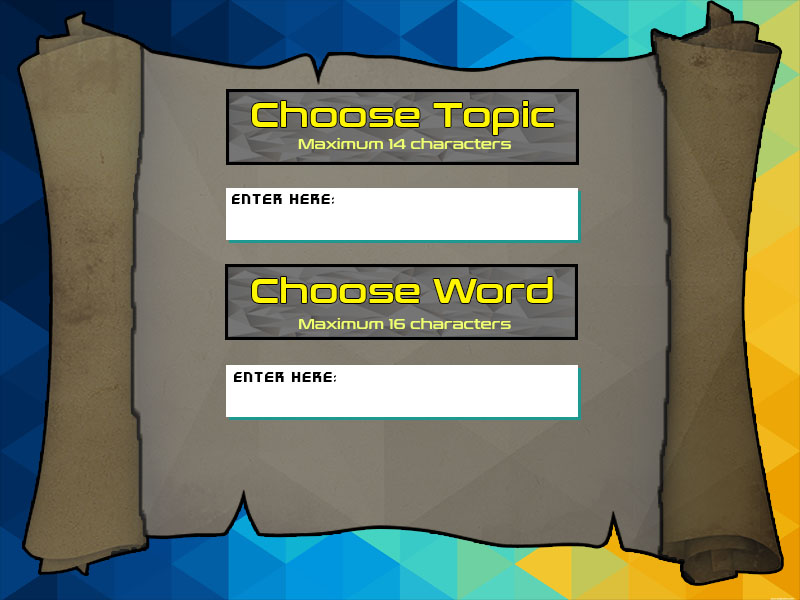 Choose Topic
Maximum 14 characters
ENTER HERE:
Choose Word
Maximum 16 characters
ENTER HERE: